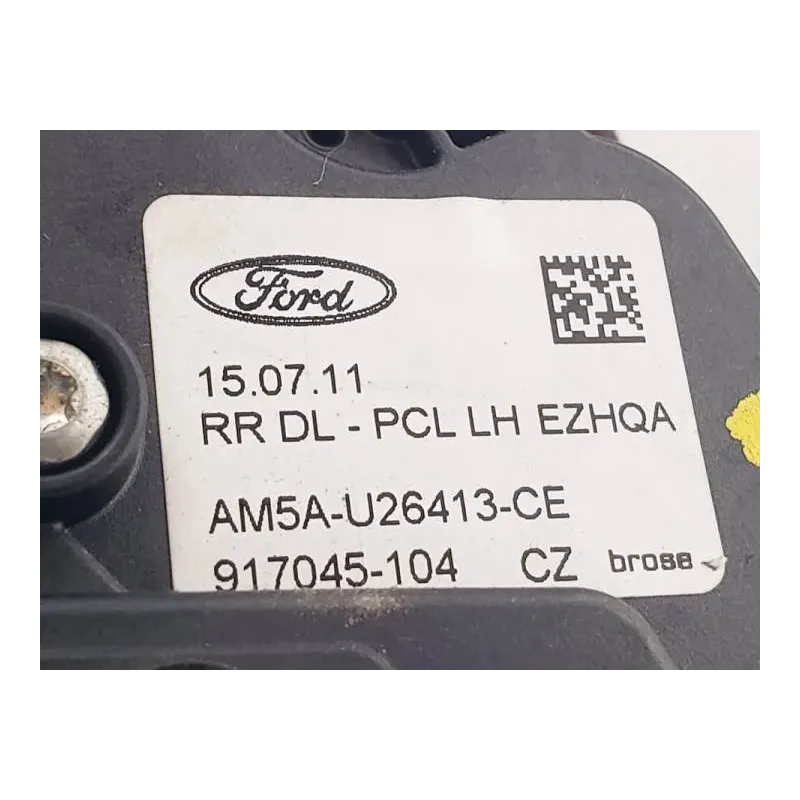 Ford
15.07.11
RR DL - PCL LH EZHQA
AM5A-U26413-CE
917045-104 CZ brose